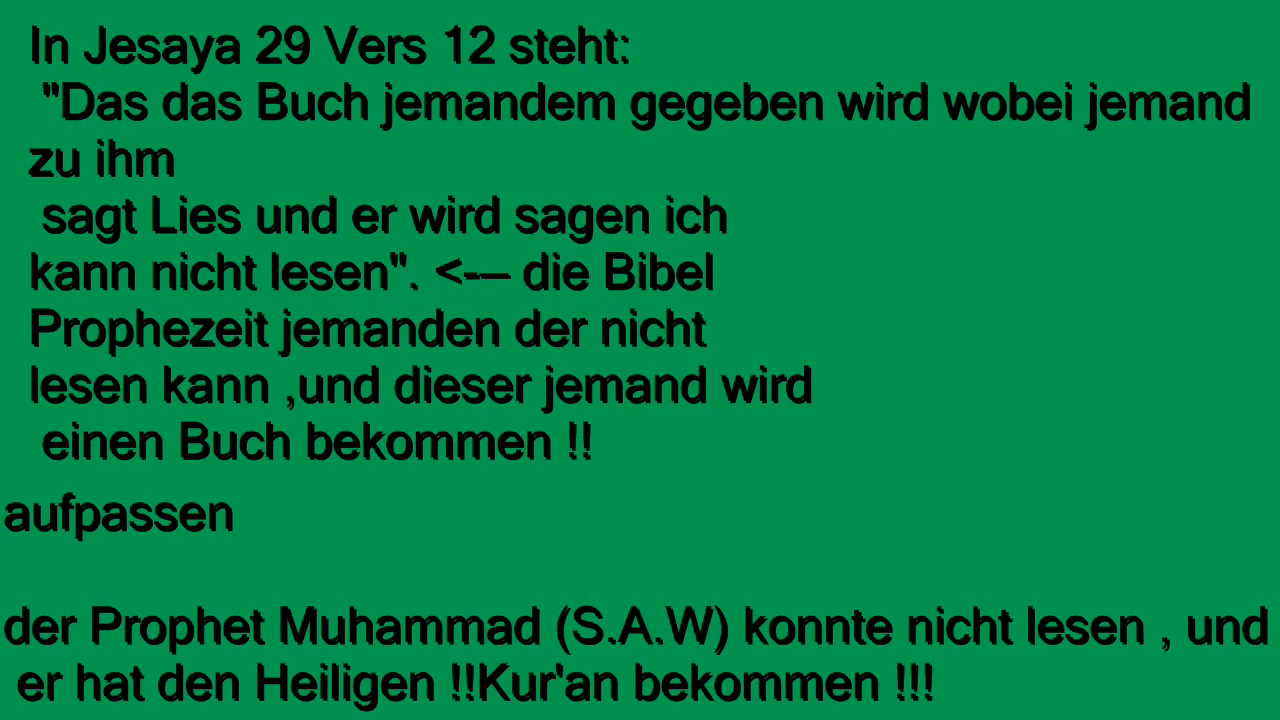 In Jesaya 29 Vers 12 steht:
"Das das Buch jemandem gegeben wird wobei jemand
zu ihm
sagt Lies und er wird sagen ich
kann nicht lesen". <-– die Bibel
Prophezeit jemanden der nicht
lesen kann ,und dieser jemand wird
einen Buch bekommen !!
aufpassen
der Prophet Muhammad (S.A.W) konnte nicht lesen , und
er hat den Heiligen !!Kur'an bekommen !!!